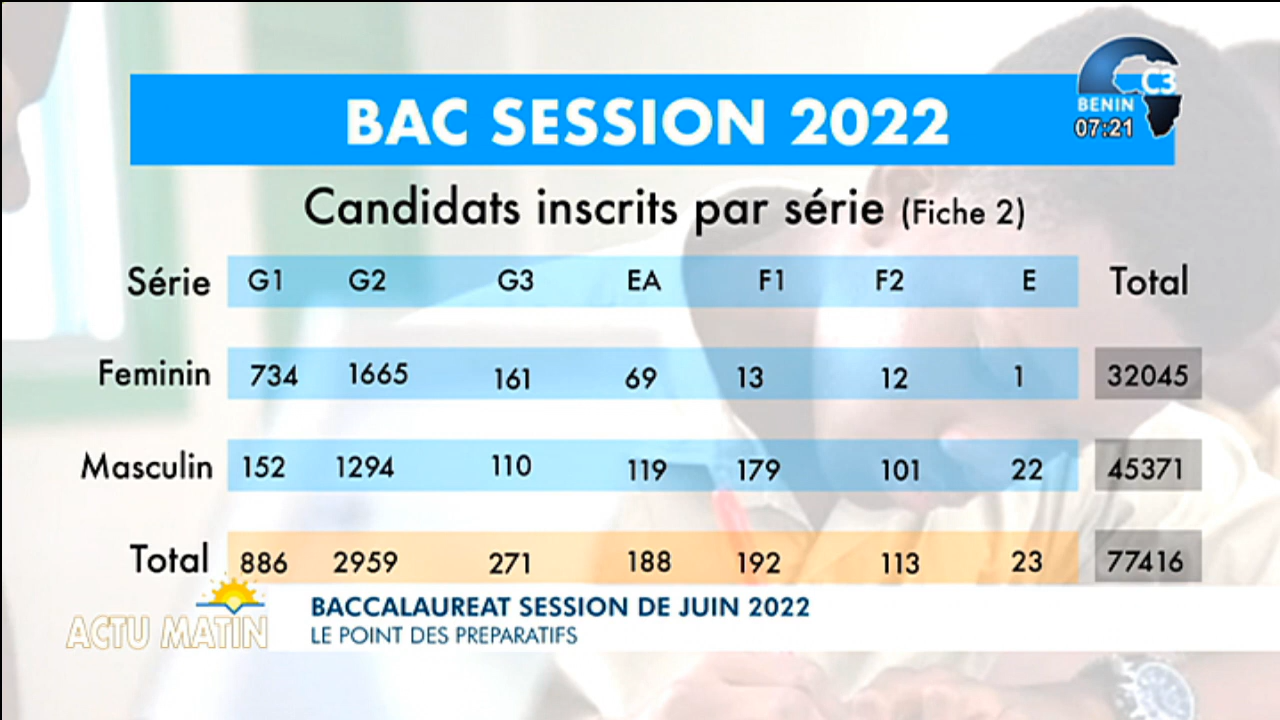 BAC SESSION 2022
C3
BENIN
07:21
Candidats inscrits par série (Fiche 2)
Série G1 G2 G3 EA F1 F2 E Total
Feminin 734 1665 161 69 13 12 1 32045
Masculin 152 1294 110 119 179 101 22 45371
Total 886 2959 271 188 192 113 23 77416
ACTU MATIN
BACCALAUREAT SESSION DE JUIN 2022
LE POINT DES PREPARATIFS